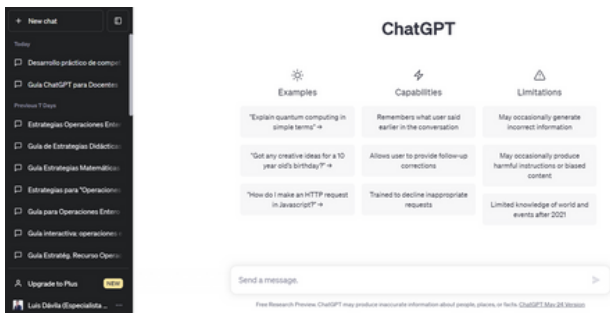 New chat
Today
Desarrollo práctico de compe
Guía ChatGPT para Docentes
Previous 7 Days
Estrategias Operaciones Enter
Guía de Estrategias Didáctica
Guía Estrategias Matemáticas
Estrategias para "Operacione
Guía para Operaciones Entero
Guía interactiva: operaciones
Guía Estratég. Recurso Opera
Upgrade to Plus NEW
Luis Dávila (Especialista ...
ChatGPT
Examples
"Explain quantum computing in
simple terms" →
"Got any creative ideas for a 10
year old's birthday?" →
"How do I make an HTTP request
in Javascript?" →
Capabilities
Remembers what user said
earlier in the conversation
Allows user to provide follow-up
corrections
Trained to decline inappropriate
requests
Limitations
May occasionally generate
incorrect information
May occasionally produce
harmful instructions or biased
content
Limited knowledge of world and
events after 2021
Send a message.
Free Research Preview. ChatGPT may produce inaccurate information about people, places, or facts. ChatGPT May 24 Version